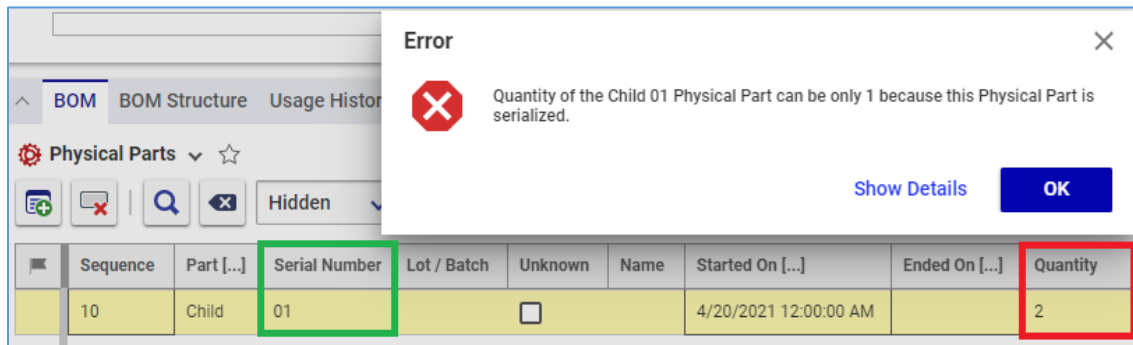 Error
Quantity of the Child 01 Physical Part can be only 1 because this Physical Part is
serialized.
Show Details
OK
BOM BOM Structure Usage Histor
Physical Parts
Hidden
Sequence Part [...] Serial Number Lot / Batch Unknown Name Started On [...] Ended On [...] Quantity
10 Child 01 4/20/2021 12:00:00 AM 2